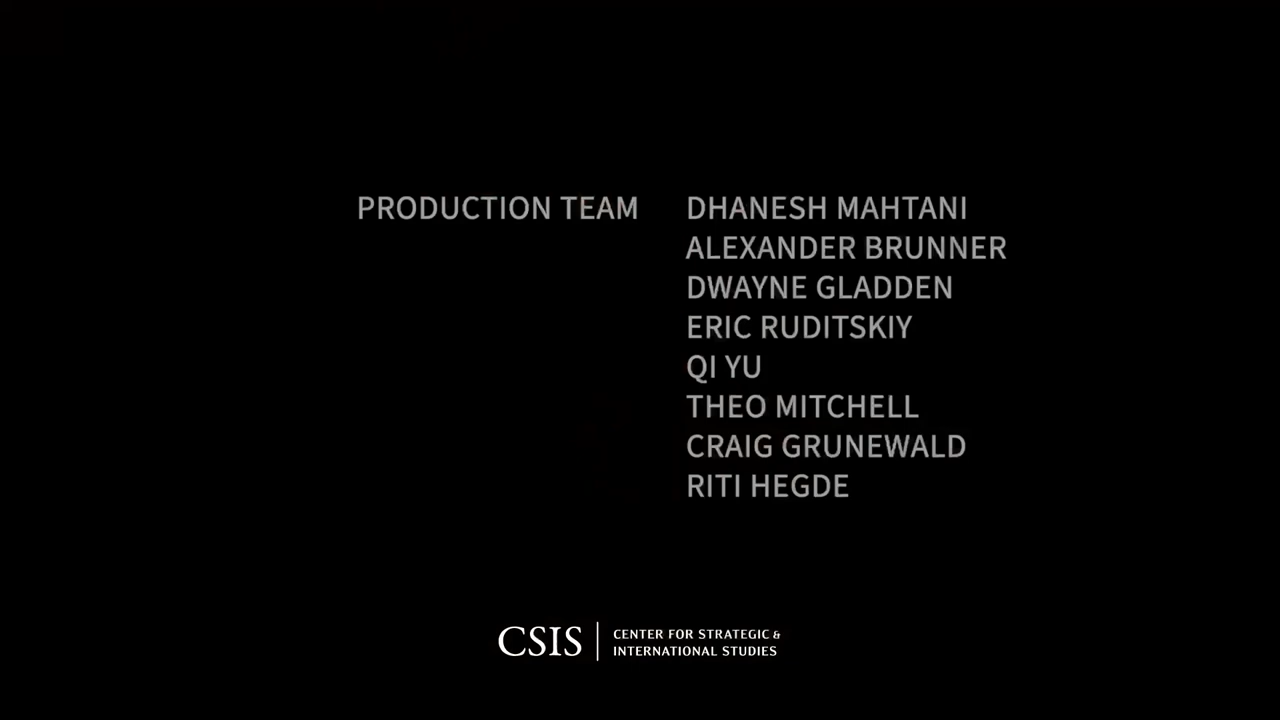 PRODUCTION TEAM DHANESH MAHTANI
ALEXANDER BRUNNER
DWAYNE GLADDEN
ERIC RUDITSKIY
QI YU
THEO MITCHELL
CRAIG GRUNEWALD
RITI HEGDE
CSIS CENTER FOR STRATEGIC &
INTERNATIONAL STUDIES